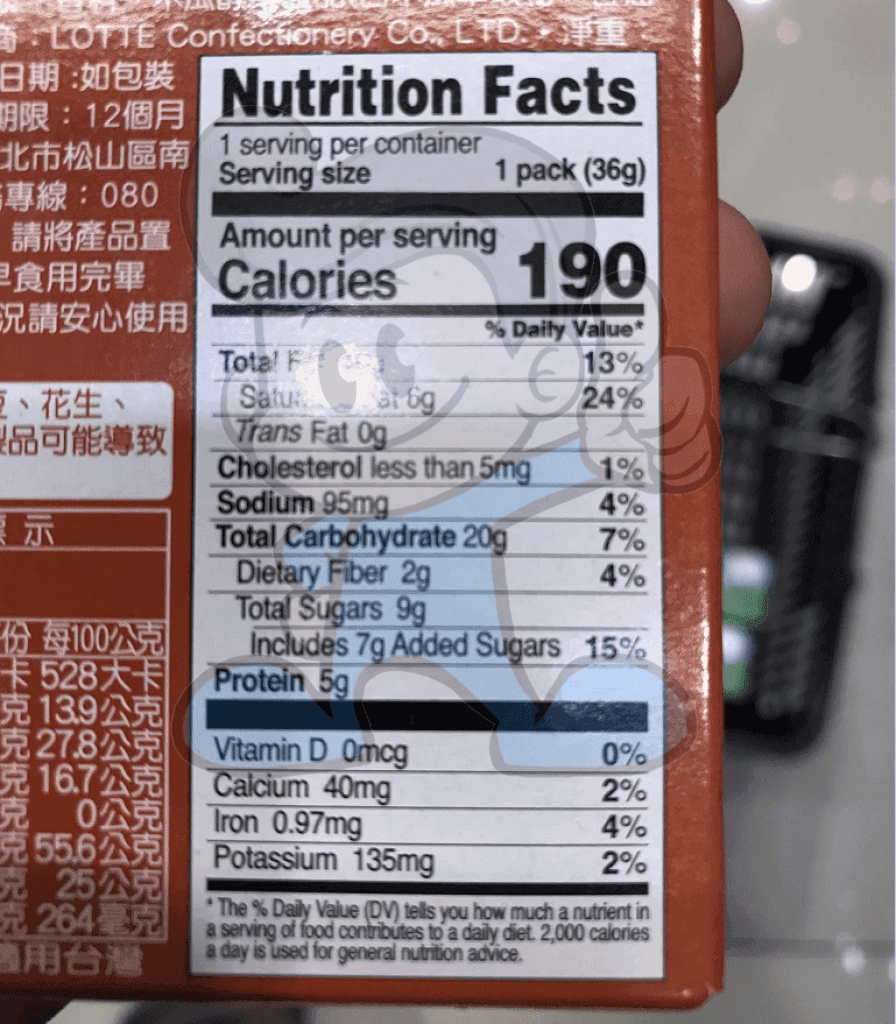 LOTTE Confectionery Co., LTD. 淨重
日期:如包裝
期限:12個月
北市松山區南
專線:080
請將產品置
食用完畢
況請安心使用
、花生、
製品可能導致
示
份 每100公克
卡 528大卡
克 13.9公克
克 27.8公克
克 16.7公克
克 0公克
克 55.6公克
克 25公克
克 264毫克
適用台灣
Nutrition Facts
1 serving per container
Serving size 1 pack (36g)
Amount per serving
Calories 190
% Daily Value*
Total 13%
6g 24%
Trans Fat 0g
Cholesterol less than 5mg 1%
Sodium 95mg 4%
Total Carbohydrate 20g 7%
Dietary Fiber 2g 4%
Total Sugars 9g
Includes 7g Added Sugars 15%
Protein 5g
Vitamin D 0mcg 0%
Calcium 40mg 2%
Iron 0.97mg 4%
Potassium 135mg 2%
* The % Daily Value (DV) tells you how much a nutrient in
a serving of food contributes to a daily diet. 2,000 calories
a day is used for general nutrition advice.